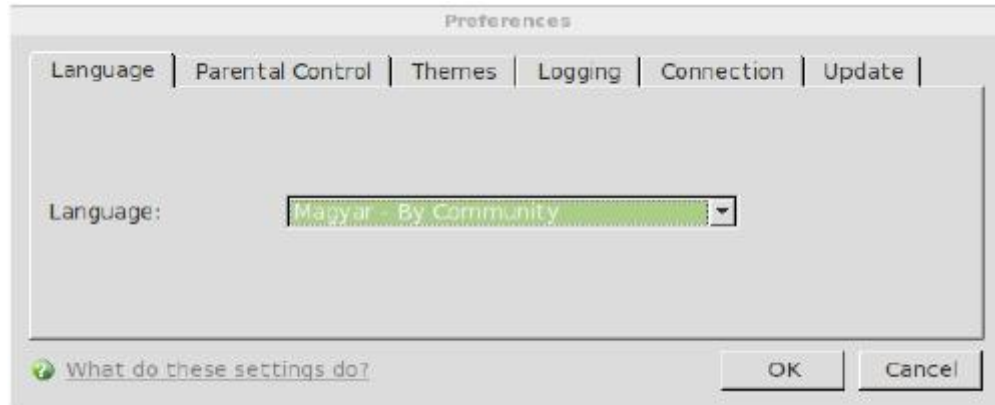 Preferences
Language Parental Control Themes Logging Connection Update
Language: Magyar - By Community
What do these settings do? OK Cancel